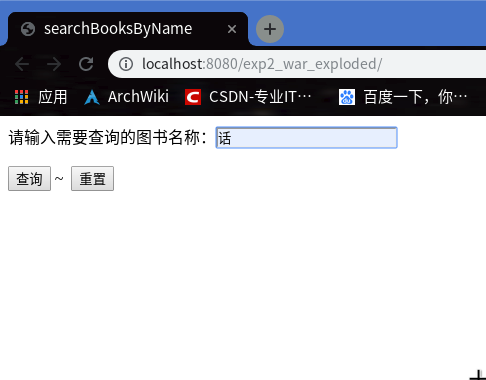 searchBooksByName
localhost:8080/exp2_war_exploded/
应用 ArchWiki CSDN-专业IT… 百度一下，你…
请输入需要查询的图书名称：话
查询 ~ 重置